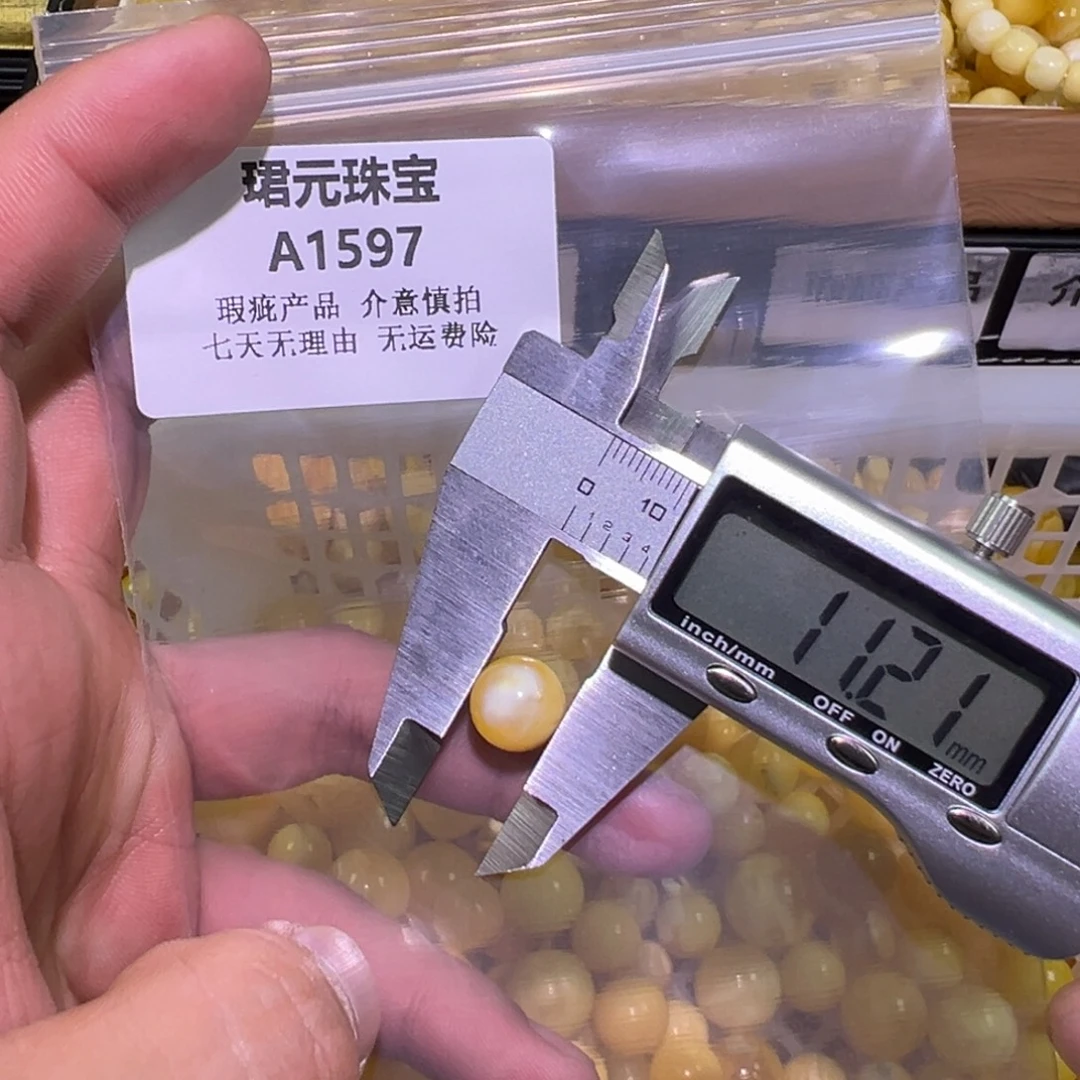 珺元珠宝
A1597
瑕疵产品 介意慎拍
七天无理由 无运费险
0 10
1 2 3 4
11.21 mm
inch/mm
OFF
ON
ZERO